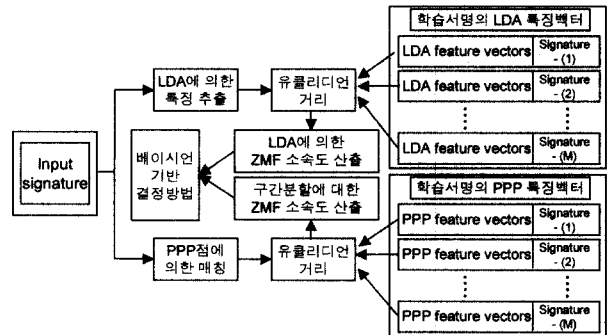 학습서명의 LDA 특징벡터
LDA feature vectors
Signature
- (1)
LDA feature vectors
Signature
- (2)
LDA feature vectors
Signature
- (M)
LDA에 의한
특징 추출
유클리디언
거리
LDA에 의한
ZMF 소속도 산출
Input
signature
베이시언
기반
결정방법
구간분할에 대한
ZMF 소속도 산출
PPP점에
의한 매칭
유클리디언
거리
학습서명의 PPP 특징벡터
PPP feature vectors
Signature
- (1)
PPP feature vectors
Signature
- (2)
PPP feature vectors
Signature
- (M)